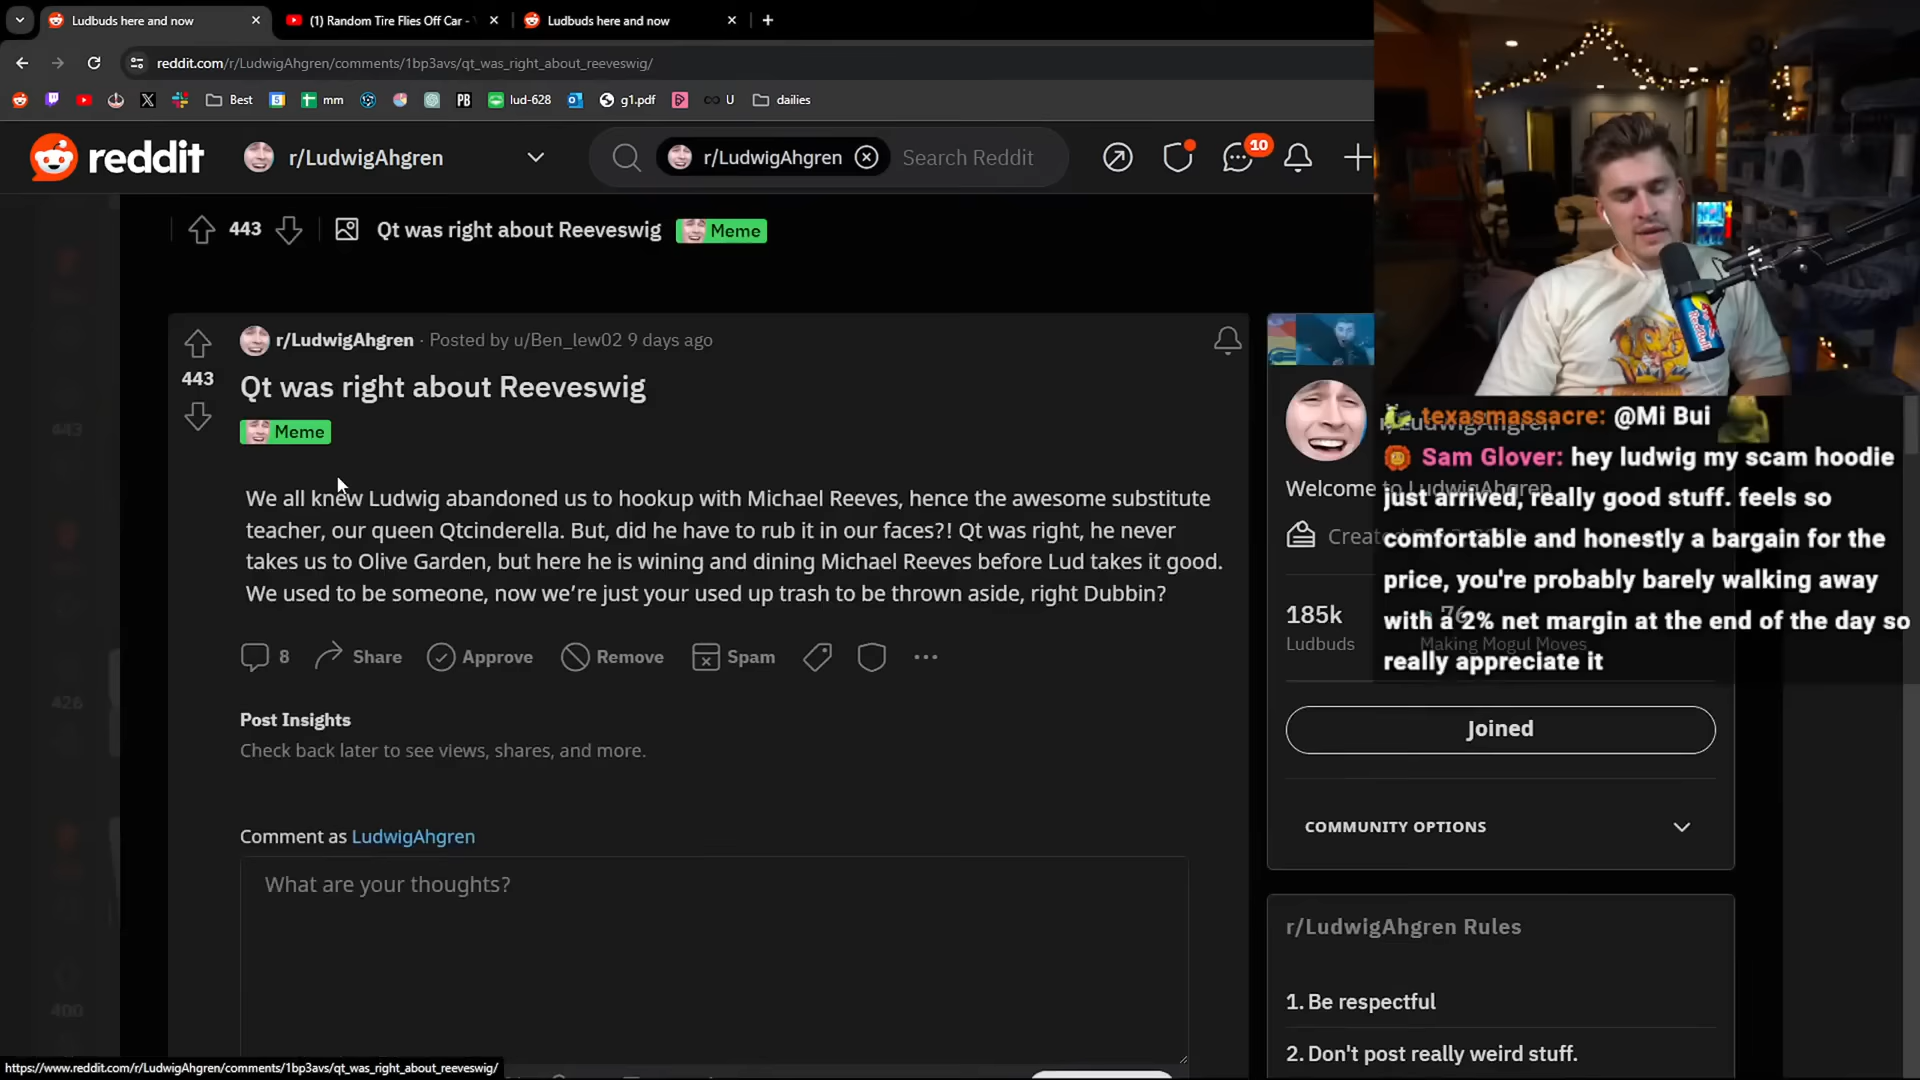 Ludbuds here and now
(1) Random Tire Flies Off Car -
Ludbuds here and now
reddit.com/r/LudwigAhgren/comments/1bp3avs/qt_was_right_about_reeveswig/
Best
mm
PB
lud-628
g1.pdf
U
dailies
reddit
r/LudwigAhgren
r/LudwigAhgren
Search Reddit
10
443
Qt was right about Reeveswig
Meme
r/LudwigAhgren · Posted by u/Ben_lew02 9 days ago
443
Qt was right about Reeveswig
Meme
We all knew Ludwig abandoned us to hookup with Michael Reeves, hence the awesome substitute
teacher, our queen Qtcinderella. But, did he have to rub it in our faces?! Qt was right, he never
takes us to Olive Garden, but here he is wining and dining Michael Reeves before Lud takes it good.
We used to be someone, now we’re just your used up trash to be thrown aside, right Dubbin?
8
Share
Approve
Remove
Spam
Post Insights
Check back later to see views, shares, and more.
Comment as LudwigAhgren
What are your thoughts?
https://www.reddit.com/r/LudwigAhgren/comments/1bp3avs/qt_was_right_about_reeveswig/
443
426
400
texasmassacre: @Mi Bui
Sam Glover: hey ludwig my scam hoodie
just arrived, really good stuff. feels so
comfortable and honestly a bargain for the
price, you're probably barely walking away
with a 2% net margin at the end of the day so
really appreciate it
r/LudwigAhgren
Welcome to LudwigAhgren
185k
Ludbuds
76
Making Mogul Moves
Joined
COMMUNITY OPTIONS
r/LudwigAhgren Rules
1. Be respectful
2. Don't post really weird stuff.